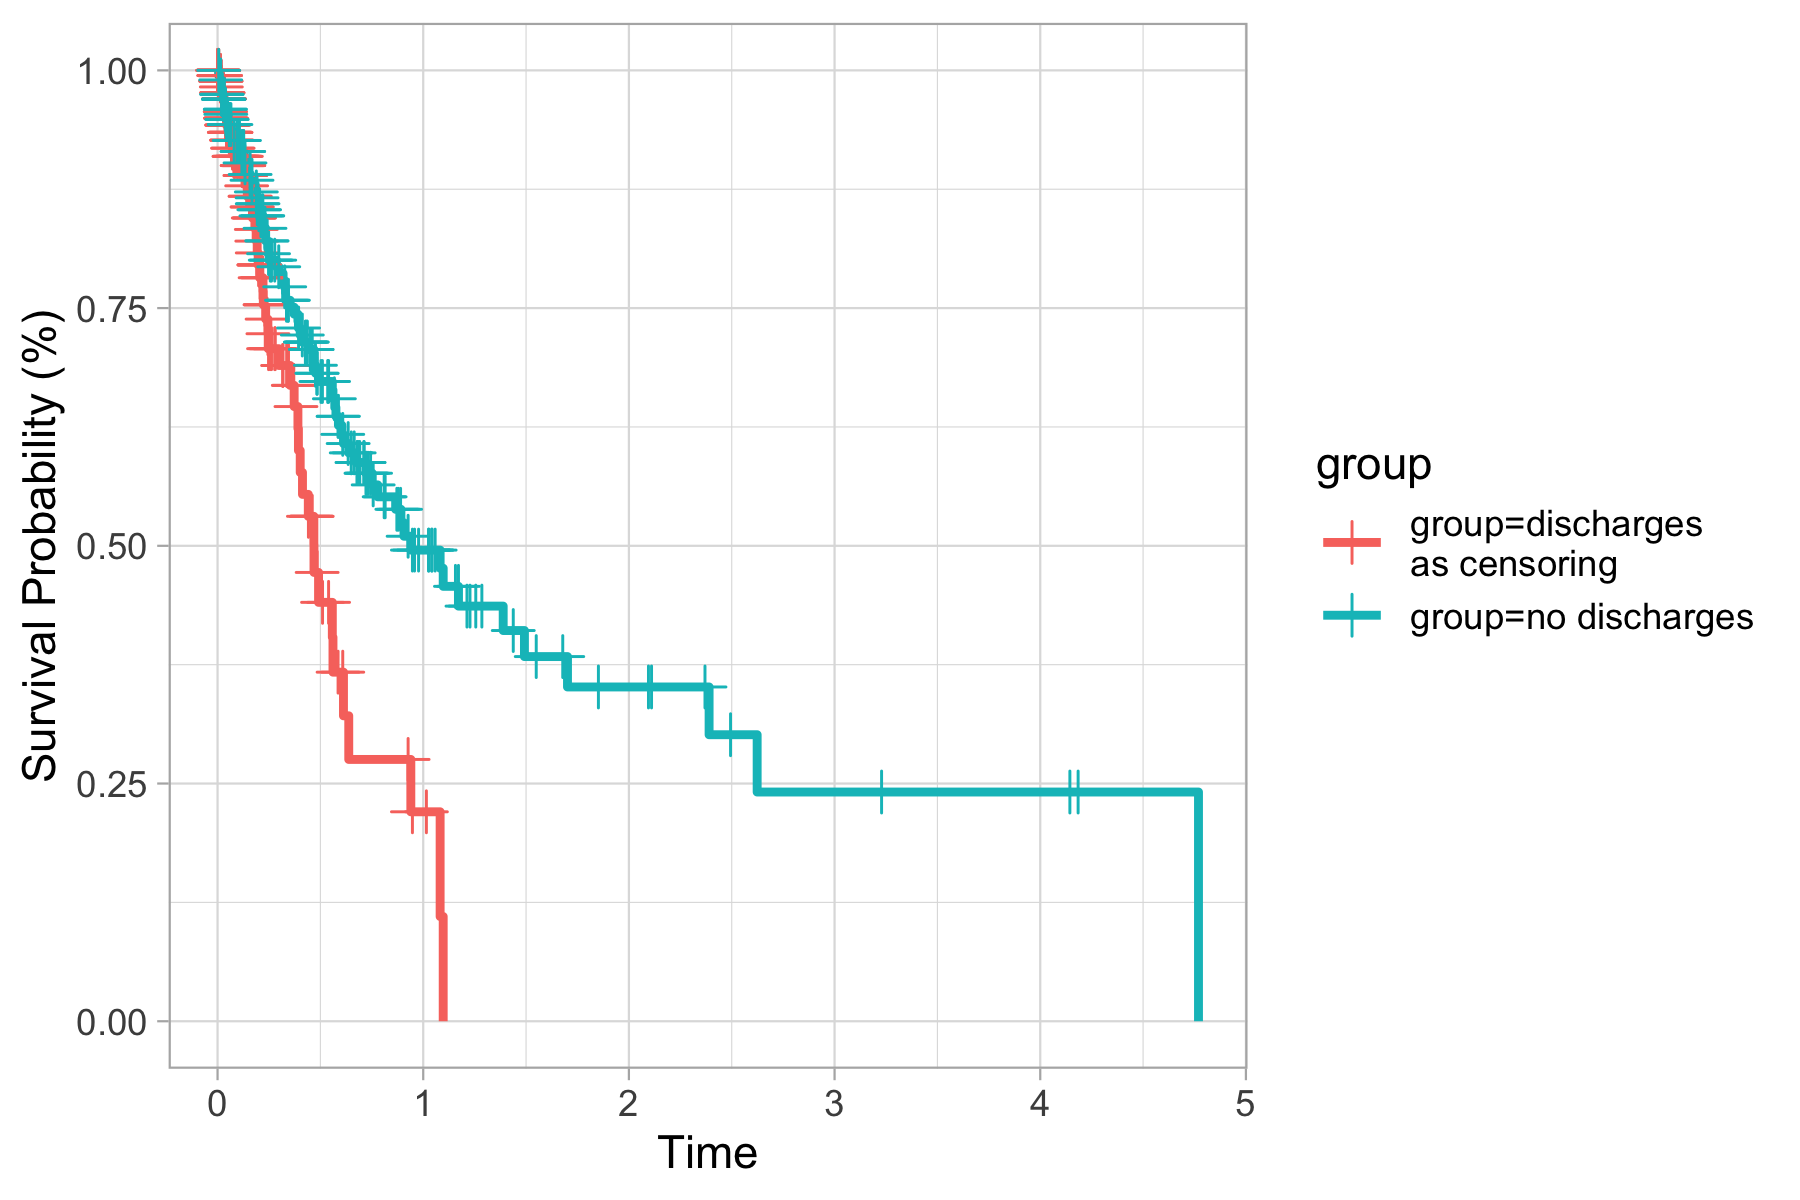 1.00
0.75
0.50
0.25
0.00
Survival Probability (%)
0 1 2 3 4 5
Time
group
group=discharges
as censoring
group=no discharges